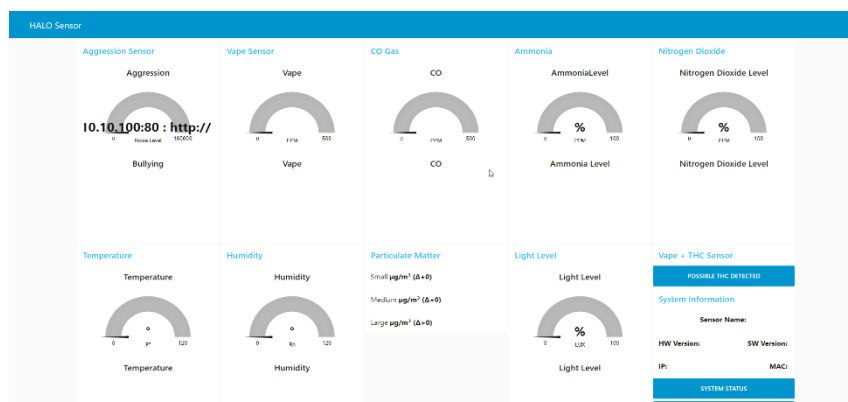 HALO Sensor
Aggression Sensor
Aggression
10.10.100:80 : http://
0 Noise Level 100000
Bullying
Vape Sensor
Vape
0 PPM 500
Vape
CO Gas
CO
0 PPM 500
CO
Ammonia
AmmoniaLevel
%
0 PPM 100
Ammonia Level
Nitrogen Dioxide
Nitrogen Dioxide Level
%
0 PPM 100
Nitrogen Dioxide Level
Temperature
Temperature
°
0 F° 120
Temperature
Humidity
Humidity
°
0 Rh 120
Humidity
Particulate Matter
Small µg/m³ (Δ+0)
Medium µg/m³ (Δ+0)
Large µg/m³ (Δ+0)
Light Level
Light Level
%
0 LUX 100
Light Level
Vape + THC Sensor
POSSIBLE THC DETECTED
System Information
Sensor Name:
HW Version: SW Version:
IP: MAC:
SYSTEM STATUS